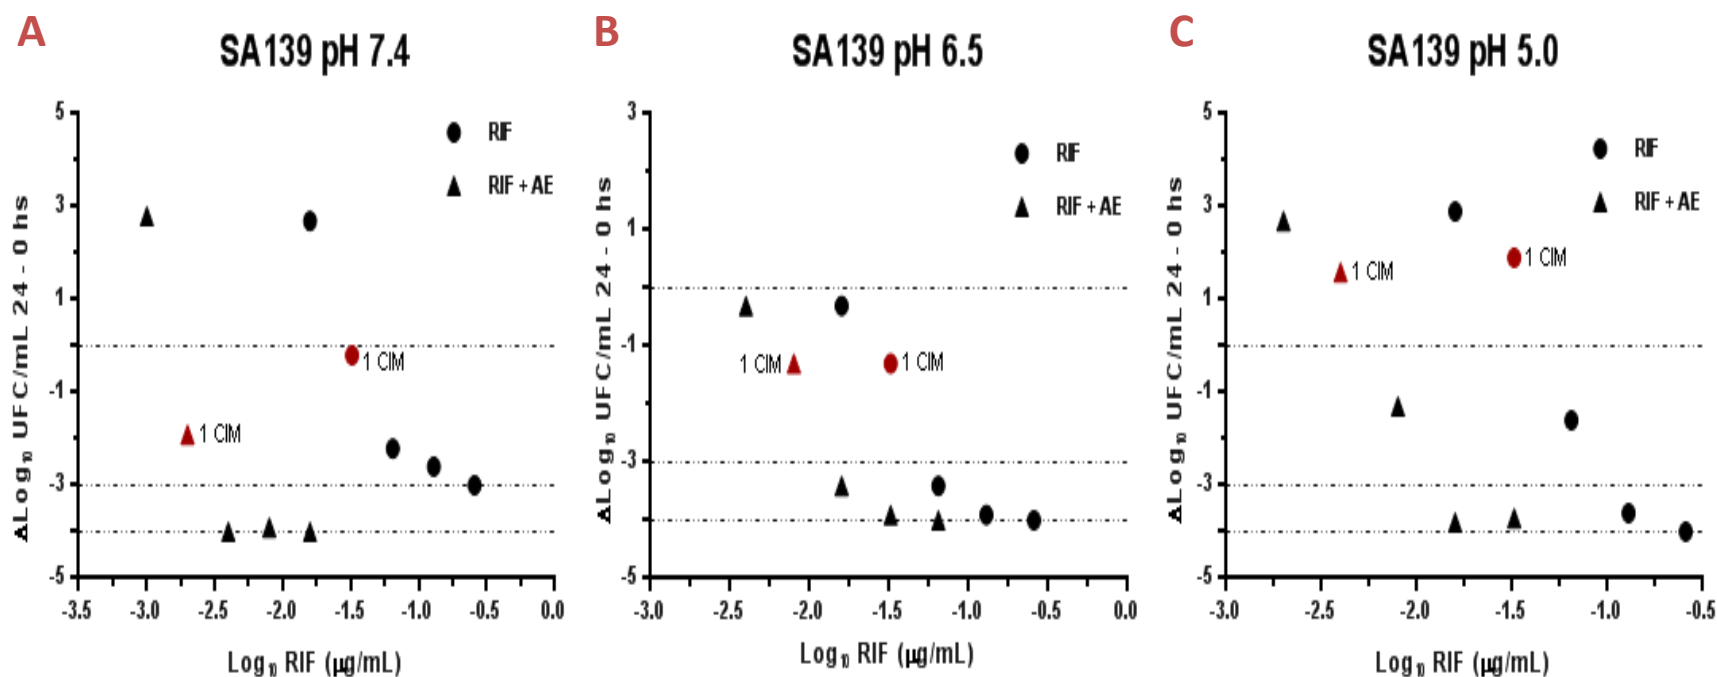 A
SA139 pH 7.4
5
3
1
-1
-3
-5
ΔLog₁₀ UFC/mL 24 - 0 hs
RIF
RIF + AE
1 CIM
1 CIM
-3.5 -3.0 -2.5 -2.0 -1.5 -1.0 -0.5 0.0
Log₁₀ RIF (µg/mL)
B
SA139 pH 6.5
3
1
-1
-3
-5
ΔLog₁₀ UFC/mL 24 - 0 hs
RIF
RIF + AE
1 CIM
1 CIM
-3.0 -2.5 -2.0 -1.5 -1.0 -0.5 0.0
Log₁₀ RIF (µg/mL)
C
SA139 pH 5.0
5
3
1
-1
-3
-5
ΔLog₁₀ UFC/mL 24 - 0 hs
RIF
RIF + AE
1 CIM
1 CIM
-3.0 -2.5 -2.0 -1.5 -1.0 -0.5
Log₁₀ RIF (µg/mL)